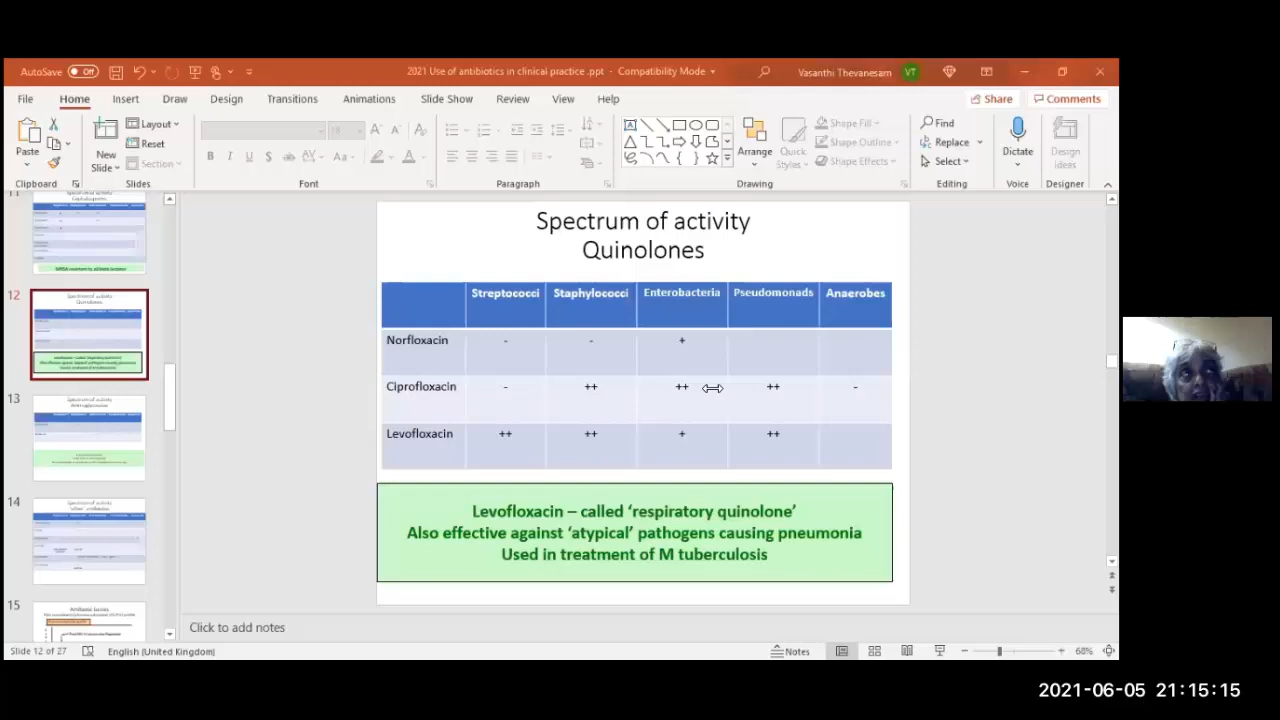 AutoSave Off
2021 Use of antibiotics in clinical practice .ppt - Compatibility Mode
Vasanthi Thevanesam VT
File Home Insert Draw Design Transitions Animations Slide Show Review View Help
Share Comments
Paste
New Slide
Layout
Reset
Section
Arrange
Quick Styles
Shape Fill
Shape Outline
Shape Effects
Find
Replace
Select
Dictate
Design Ideas
Clipboard Slides Font Paragraph Drawing Editing Voice Designer
11
12
13
14
15
Spectrum of activity
Quinolones
Streptococci Staphylococci Enterobacteria Pseudomonads Anaerobes
Norfloxacin - - +
Ciprofloxacin - ++ ++ ++ -
Levofloxacin ++ ++ + ++
Levofloxacin – called ‘respiratory quinolone’
Also effective against ‘atypical’ pathogens causing pneumonia
Used in treatment of M tuberculosis
Click to add notes
Slide 12 of 27 English (United Kingdom) Notes 68%
2021-06-05 21:15:15